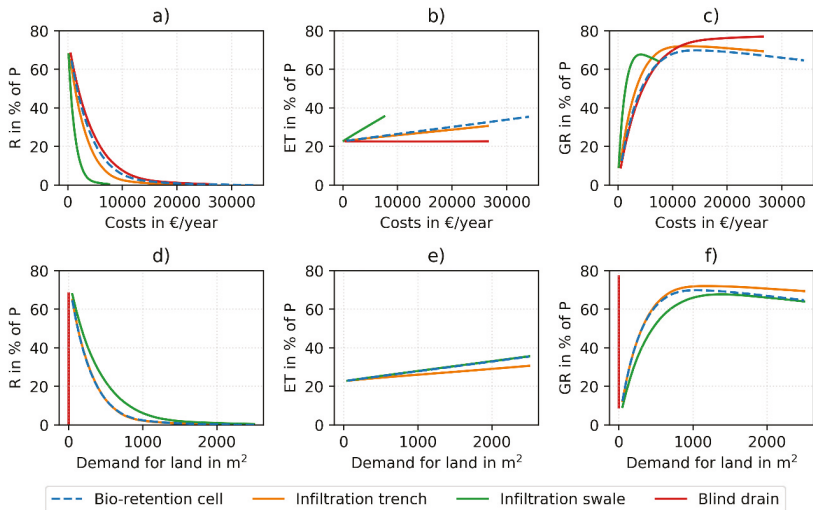 a)
b)
c)
R in % of P
80
60
40
20
0
0 10000 20000 30000
Costs in €/year
ET in % of P
80
60
40
20
0
0 10000 20000 30000
Costs in €/year
GR in % of P
80
60
40
20
0
0 10000 20000 30000
Costs in €/year
d)
e)
f)
R in % of P
80
60
40
20
0
0 1000 2000
Demand for land in m²
ET in % of P
80
60
40
20
0
0 1000 2000
Demand for land in m²
GR in % of P
80
60
40
20
0
0 1000 2000
Demand for land in m²
Bio-retention cell Infiltration trench Infiltration swale Blind drain